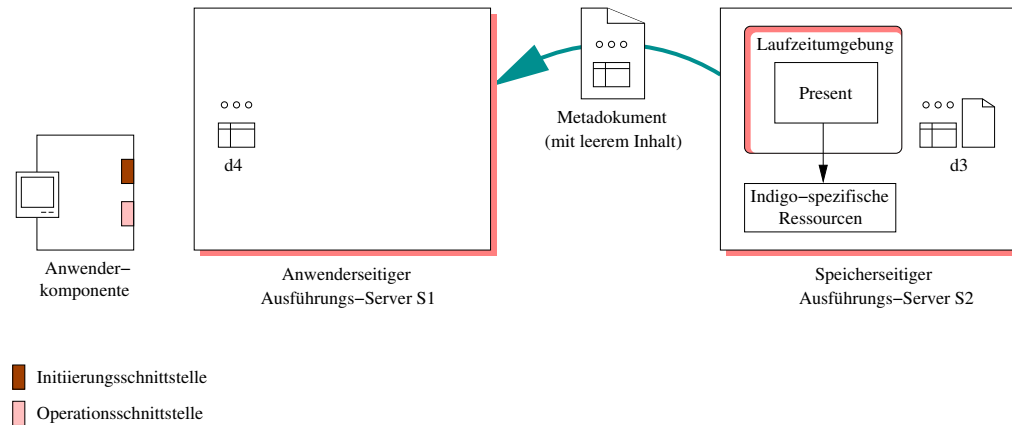 Laufzeitumgebung
Present
Metadokument
(mit leerem Inhalt)
d4
d3
Indigo−spezifische
Ressourcen
Anwender−
komponente
Anwenderseitiger
Ausführungs−Server S1
Speicherseitiger
Ausführungs−Server S2
Initiierungsschnittstelle
Operationsschnittstelle